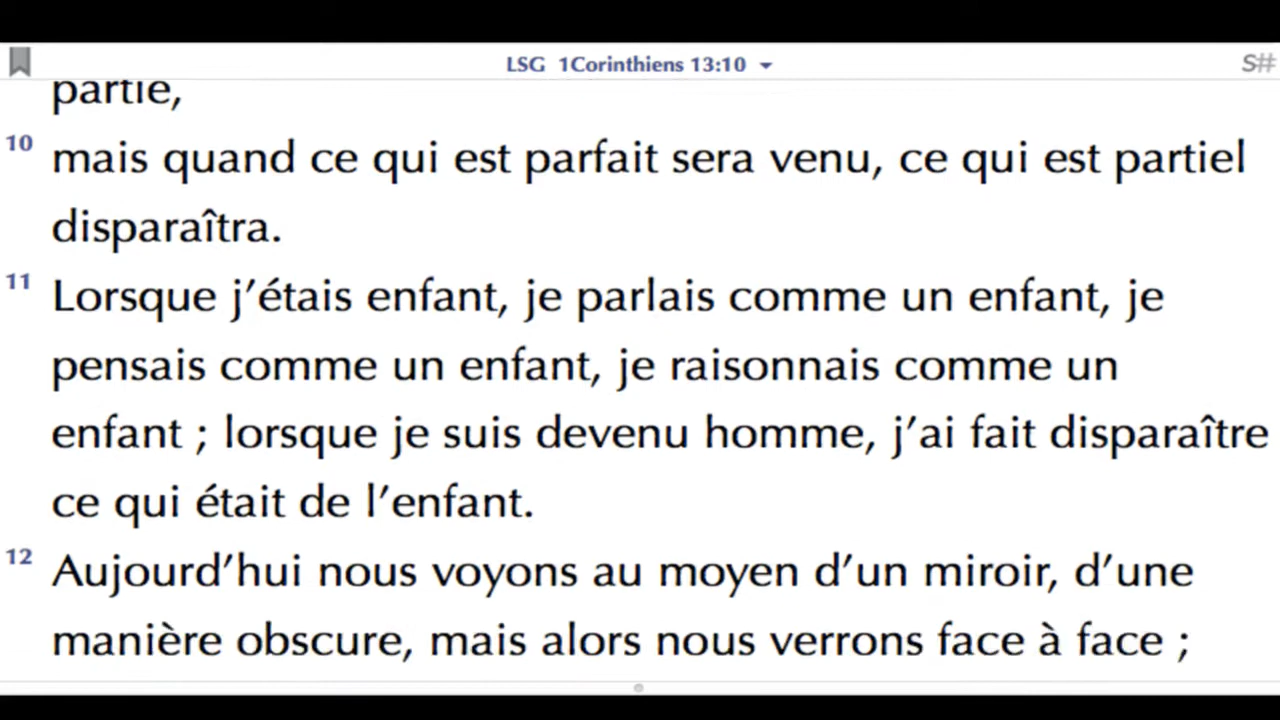 LSG 1Corinthiens 13:10
S#
partie,
10 mais quand ce qui est parfait sera venu, ce qui est partiel
disparaîtra.
11 Lorsque j’étais enfant, je parlais comme un enfant, je
pensais comme un enfant, je raisonnais comme un
enfant ; lorsque je suis devenu homme, j’ai fait disparaître
ce qui était de l’enfant.
12 Aujourd’hui nous voyons au moyen d’un miroir, d’une
manière obscure, mais alors nous verrons face à face ;